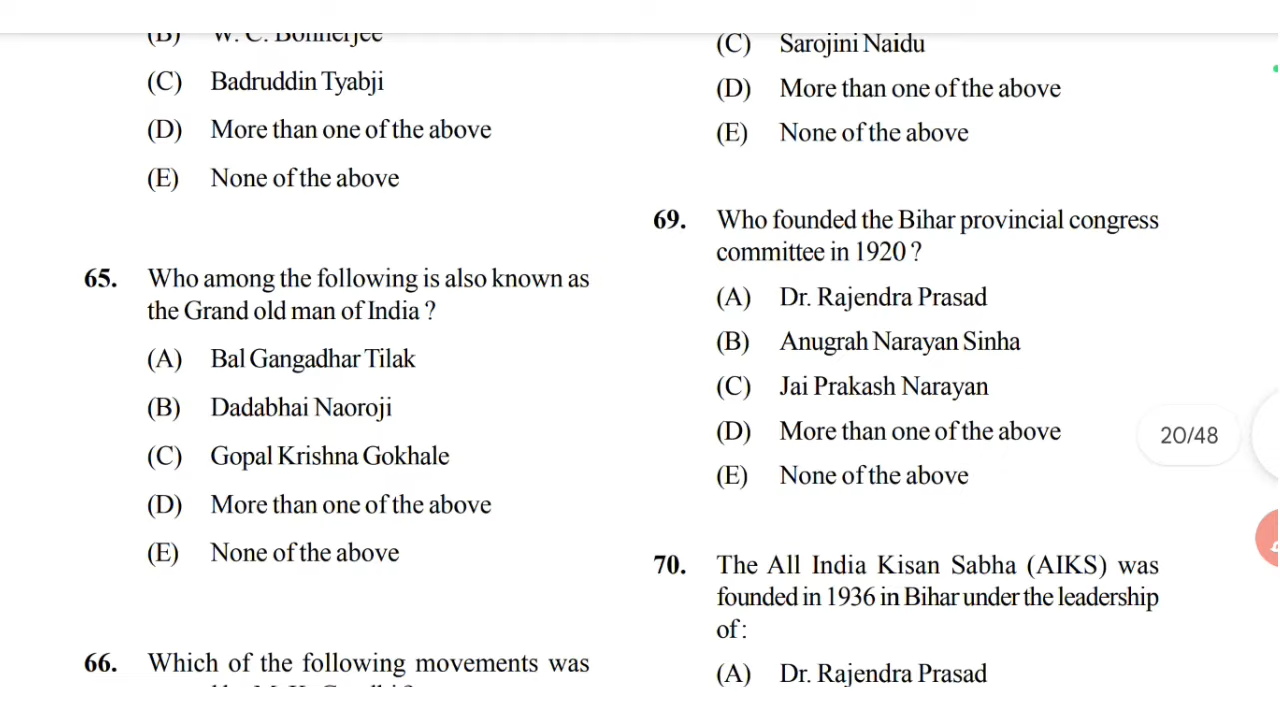 (B) W. C. Bonnerjee
(C) Badruddin Tyabji
(D) More than one of the above
(E) None of the above
65. Who among the following is also known as
the Grand old man of India ?
(A) Bal Gangadhar Tilak
(B) Dadabhai Naoroji
(C) Gopal Krishna Gokhale
(D) More than one of the above
(E) None of the above
66. Which of the following movements was
(C) Sarojini Naidu
(D) More than one of the above
(E) None of the above
69. Who founded the Bihar provincial congress
committee in 1920 ?
(A) Dr. Rajendra Prasad
(B) Anugrah Narayan Sinha
(C) Jai Prakash Narayan
(D) More than one of the above
(E) None of the above
70. The All India Kisan Sabha (AIKS) was
founded in 1936 in Bihar under the leadership
of :
(A) Dr. Rajendra Prasad
20/48